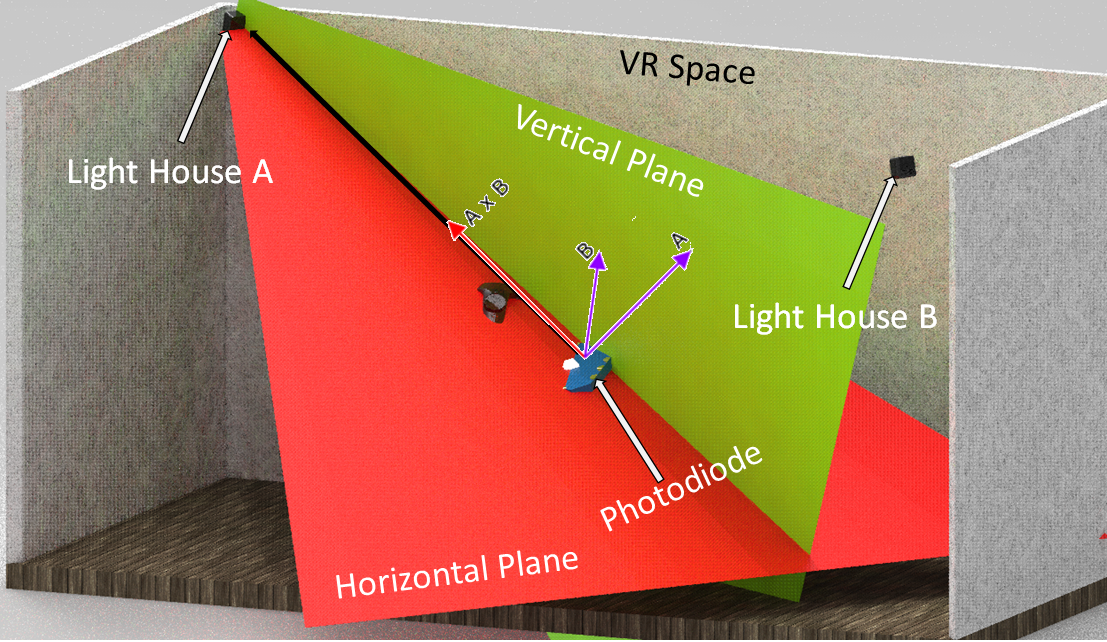 VR Space
Vertical Plane
Light House A
A x B
B
A
Light House B
Photodiode
Horizontal Plane